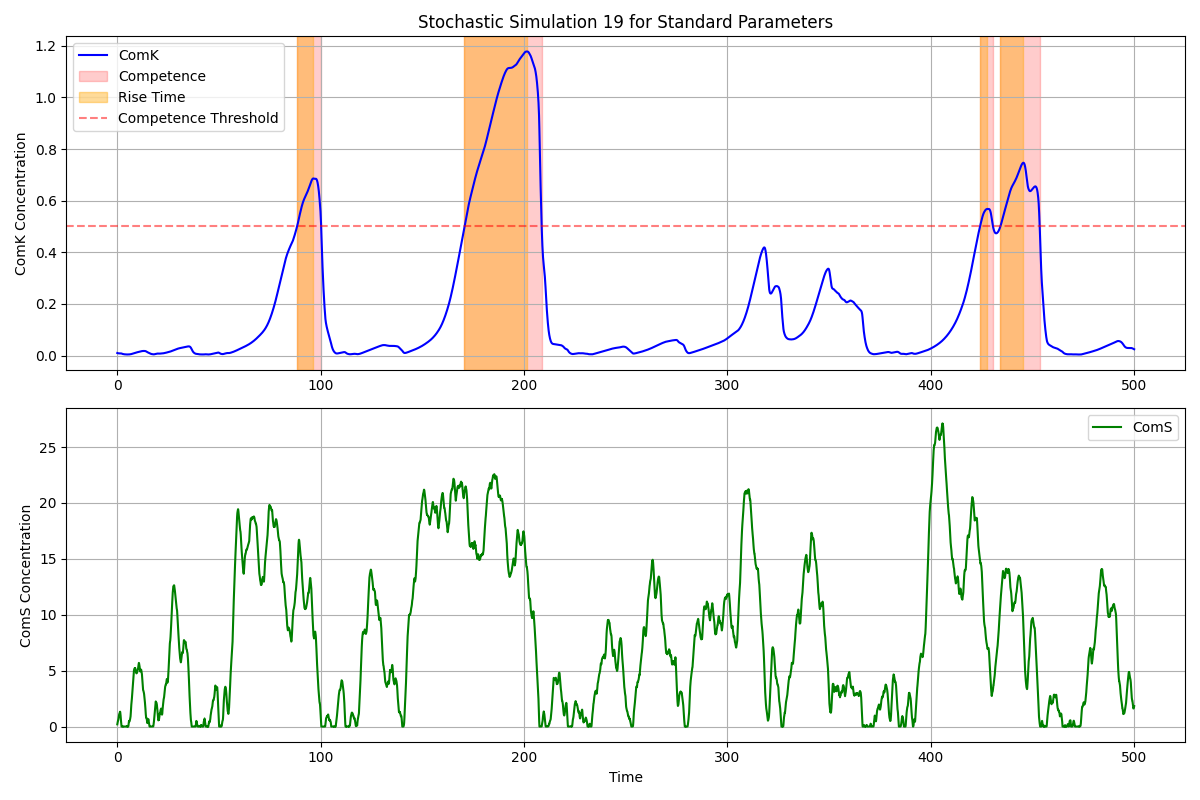 Stochastic Simulation 19 for Standard Parameters
ComK Concentration
1.2
1.0
0.8
0.6
0.4
0.2
0.0
ComK
Competence
Rise Time
Competence Threshold
0 100 200 300 400 500
ComS Concentration
25
20
15
10
5
0
ComS
0 100 200 300 400 500
Time